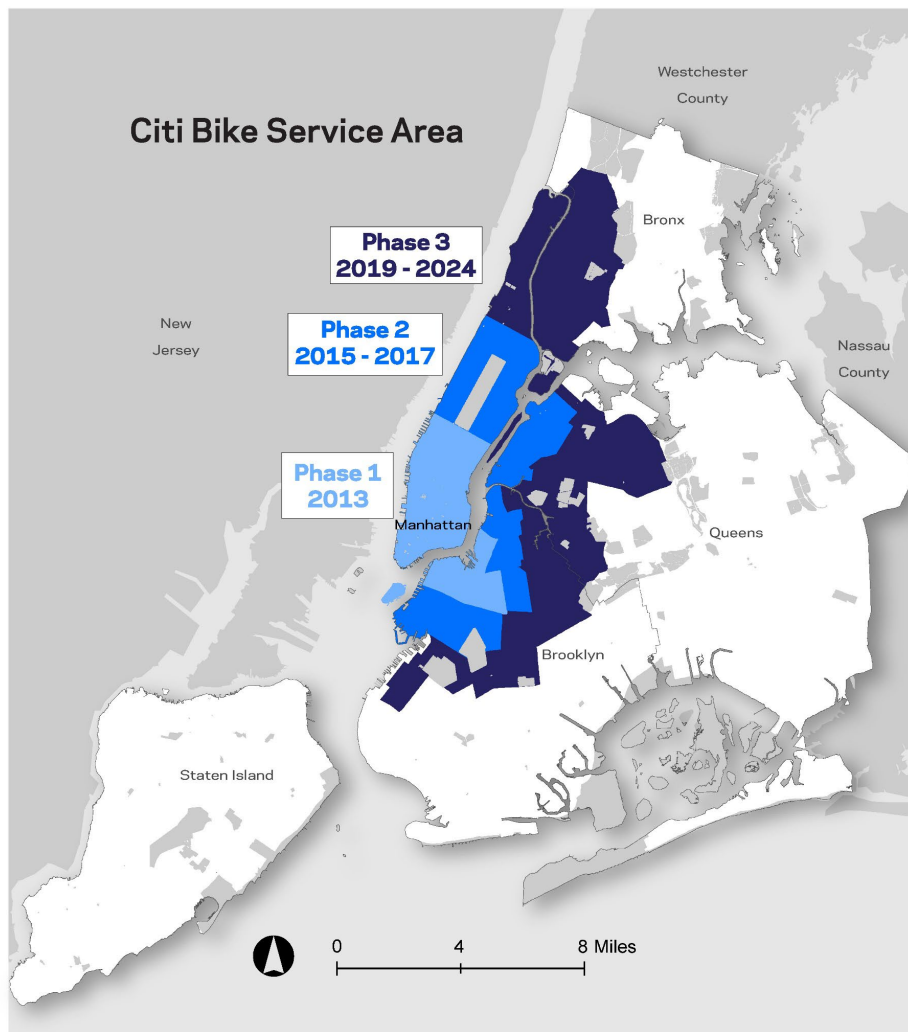 Westchester
County
Citi Bike Service Area
Bronx
Phase 3
2019 - 2024
New
Jersey
Phase 2
2015 - 2017
Nassau
County
Phase 1
2013
Manhattan
Queens
Brooklyn
Staten Island
0 4 8 Miles